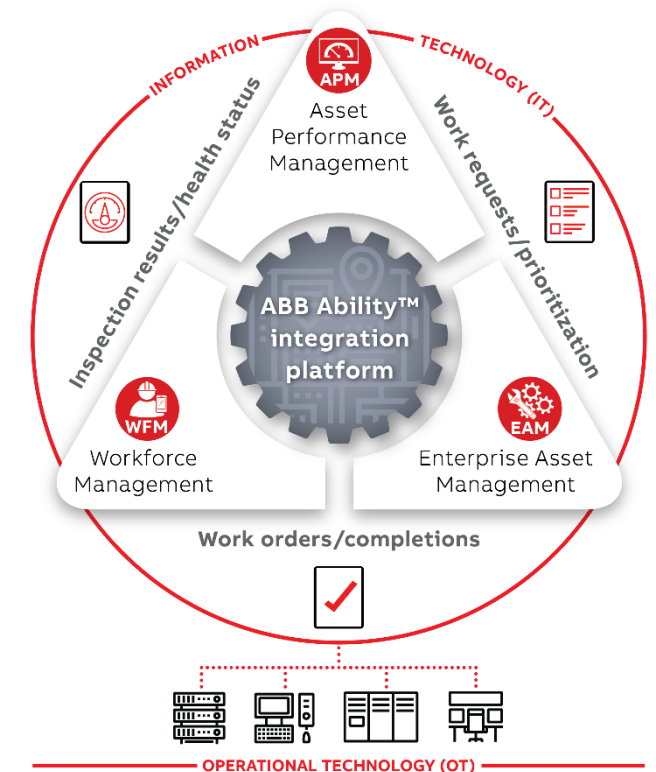 INFORMATION
TECHNOLOGY (IT)
APM
Asset
Performance
Management
Inspection results/health status
Work requests/prioritization
ABB Ability™
integration
platform
WFM
Workforce
Management
EAM
Enterprise Asset
Management
Work orders/completions
OPERATIONAL TECHNOLOGY (OT)